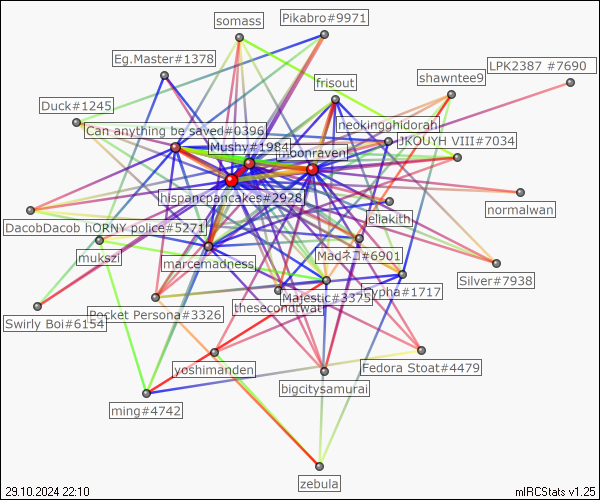 somass
Pikabro#9971
Eg.Master#1378
LPK2387 #7690
frisout
shawntee9
Duck#1245
Can anything be saved#0396
neokingghidorah
Mushy#1984
moonraven
JKOUYH VIII#7034
hispancpancakes#2928
normalwan
ellakith
DacobDacob hORNY police#5271
mukszi
marcemadness
Madネコ#6901
Silver#7938
Cypha#1717
Majestic#3375
thesecondtwat
Pocket Persona#3326
Swirly Boi#6154
yoshimanden
Fedora Stoat#4479
bigcitysamurai
ming#4742
zebula
29.10.2024 22:10
mIRCStats v1.25